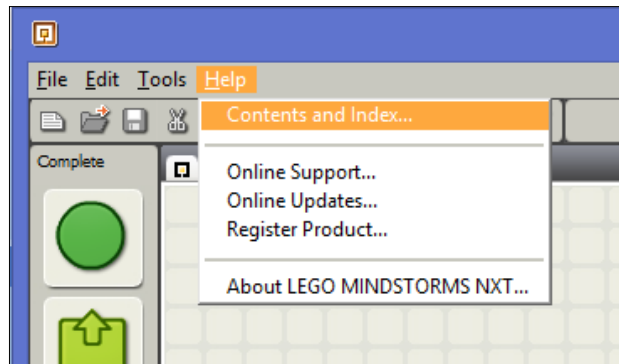 File Edit Tools Help
Contents and Index...
Complete
Online Support...
Online Updates...
Register Product...
About LEGO MINDSTORMS NXT...